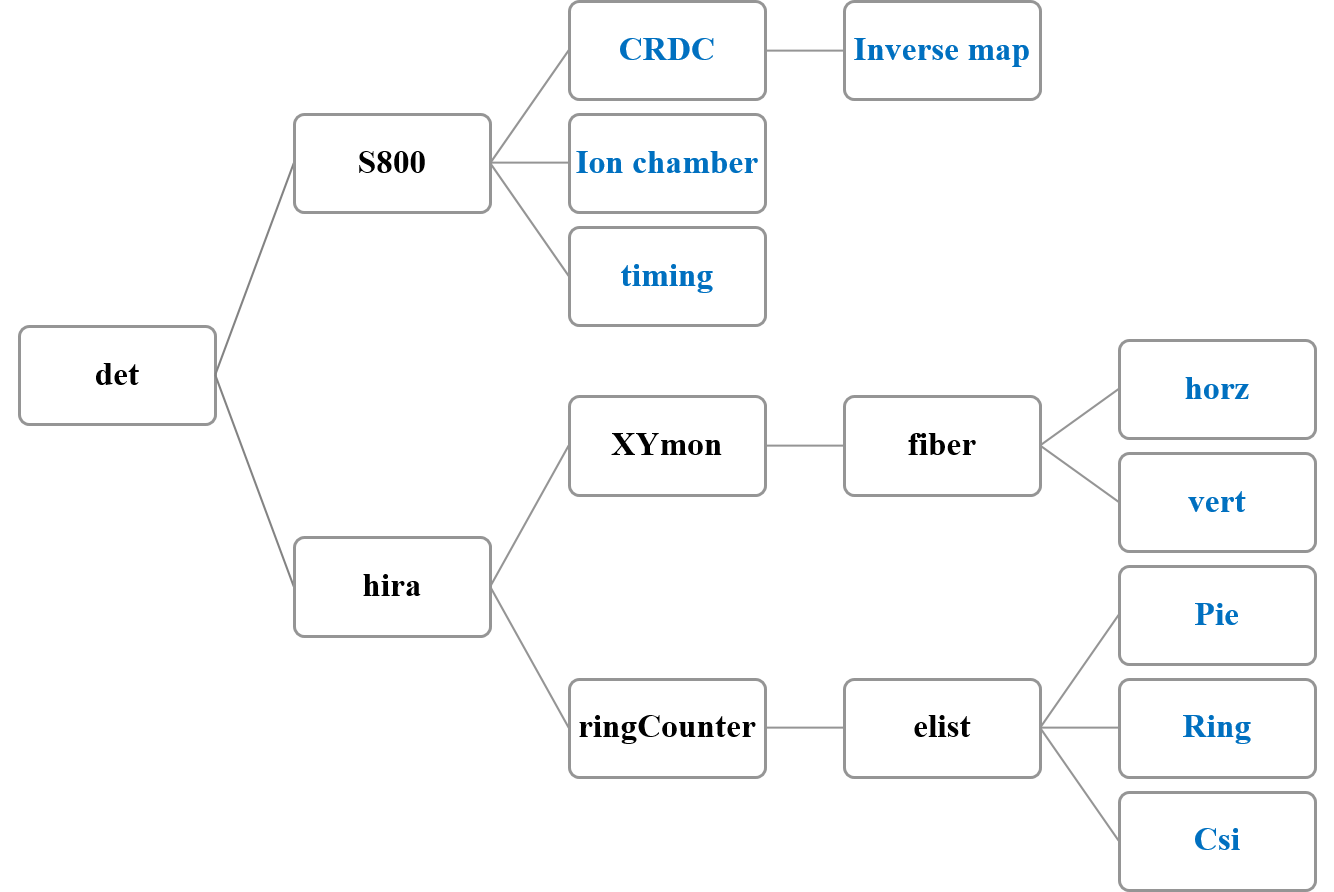 CRDC
Inverse map
S800
Ion chamber
timing
det
horz
XYmon
fiber
vert
hira
Pie
ringCounter
elist
Ring
Csi